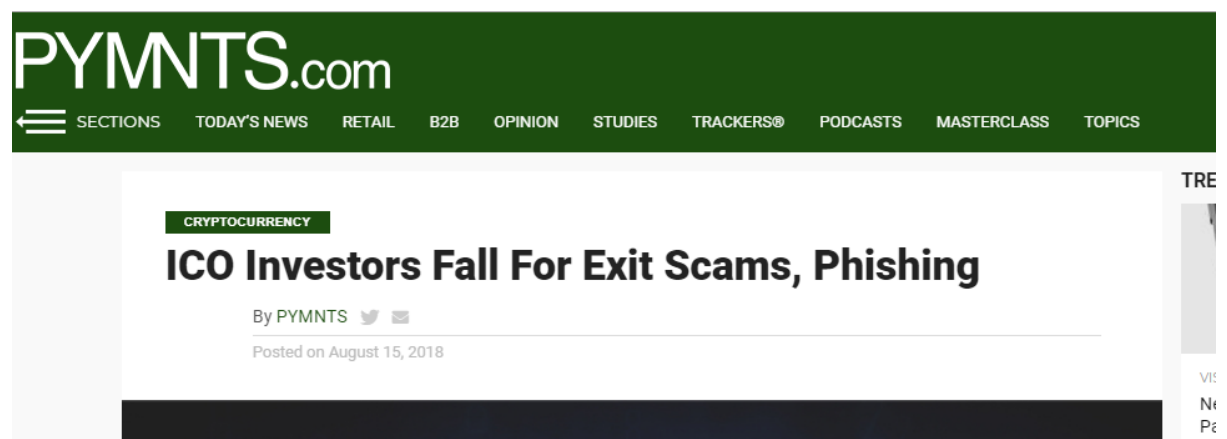 PYMNTS.com
SECTIONS TODAY'S NEWS RETAIL B2B OPINION STUDIES TRACKERS® PODCASTS MASTERCLASS TOPICS
CRYPTOCURRENCY
ICO Investors Fall For Exit Scams, Phishing
By PYMNTS
Posted on August 15, 2018